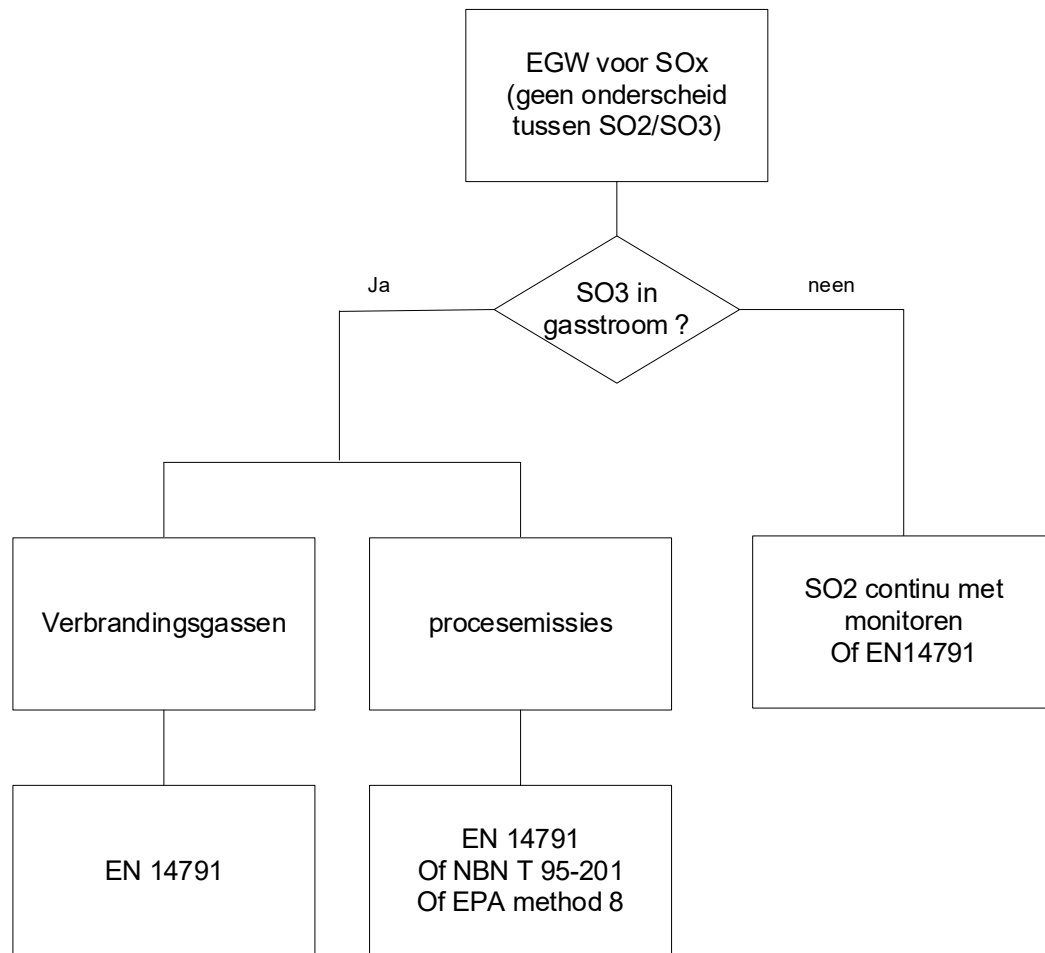 EGW voor SOx
(geen onderscheid
tussen SO2/SO3)
Ja
neen
SO3 in
gasstroom ?
Verbrandingsgassen
procesemissies
SO2 continu met
monitoren
Of EN14791
EN 14791
EN 14791
Of NBN T 95-201
Of EPA method 8